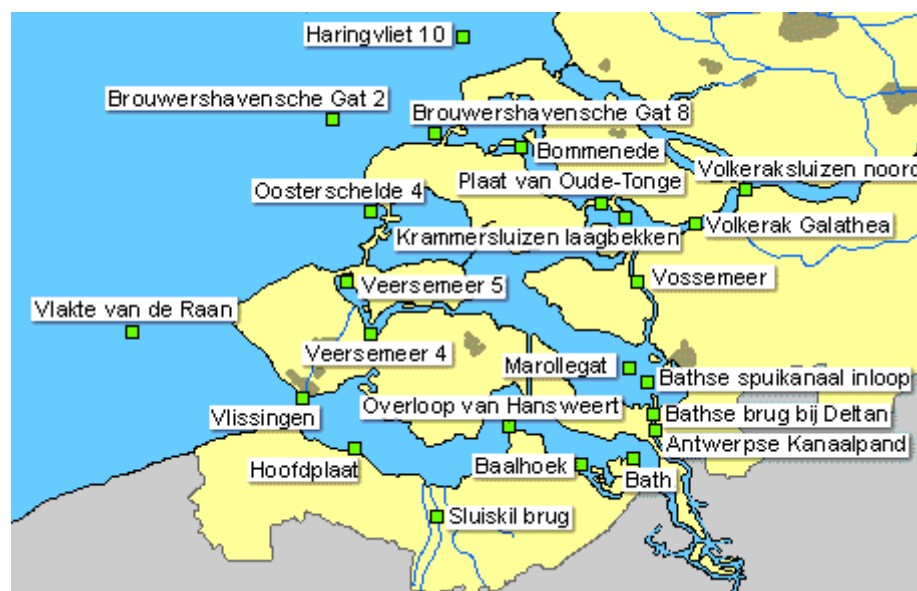 Haringvliet 10
Brouwershavensche Gat 2
Brouwershavensche Gat 8
Bommenede
Volkeraksluizen noord
Plaat van Oude-Tonge
Oosterschelde 4
Volkerak Galathea
Krammersluizen laagbekken
Veersemeer 5
Vossemeer
Vlakte van de Raan
Veersemeer 4
Marollegat
Bathse spuikanaal inloop
Overloop van Hansweert
Vlissingen
Bathse brug bij Deltan
Antwerpse Kanaalpand
Hoofdplaat
Baalhoek
Bath
Sluiskil brug